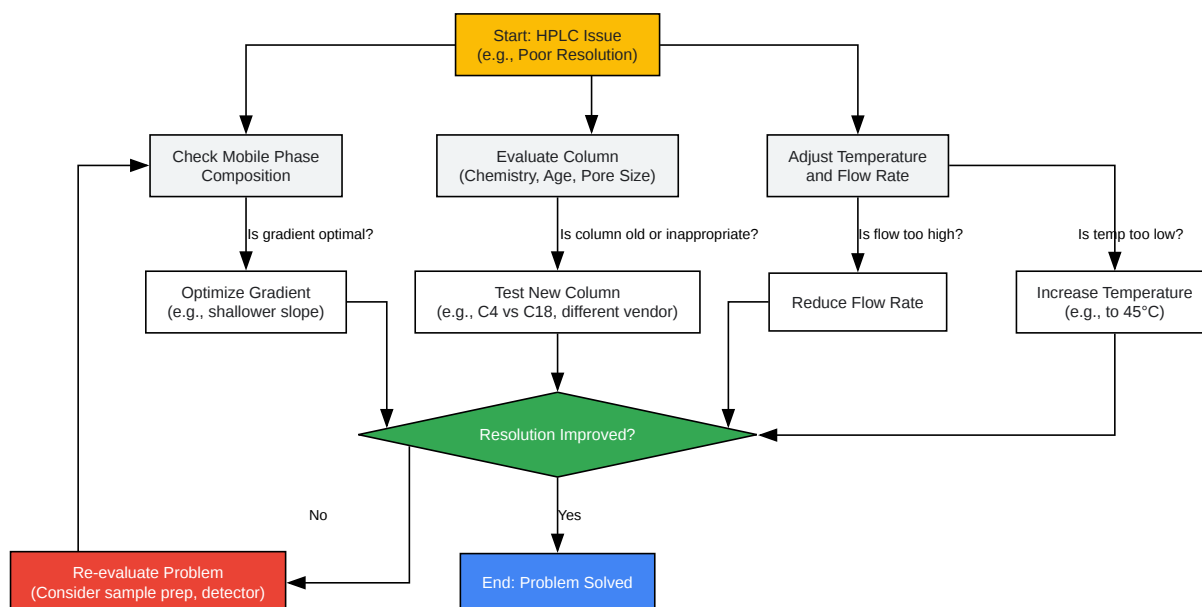 Start: HPLC Issue
(e.g., Poor Resolution)
Check Mobile Phase
Composition
Evaluate Column
(Chemistry, Age, Pore Size)
Adjust Temperature
and Flow Rate
Is gradient optimal?
Is column old or inappropriate?
Is flow too high?
Is temp too low?
Optimize Gradient
(e.g., shallower slope)
Test New Column
(e.g., C4 vs C18, different vendor)
Reduce Flow Rate
Increase Temperature
(e.g., to 45°C)
Resolution Improved?
No
Yes
Re-evaluate Problem
(Consider sample prep, detector)
End: Problem Solved